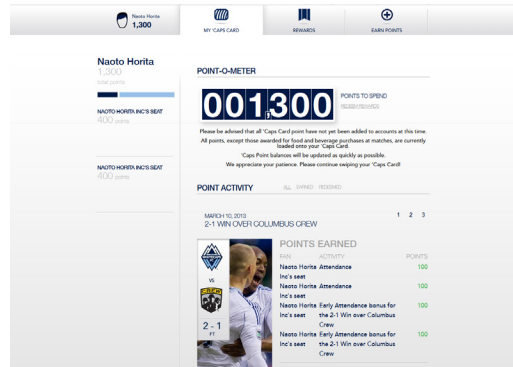 Naoto Horita
1,300
MY 'CAPS CARD
REWARDS
EARN POINTS
Naoto Horita
1,300
total points
NAOTO HORITA INC'S SEAT
400 points
NAOTO HORITA INC'S SEAT
400 points
POINT-O-METER
001,300
POINTS TO SPEND
REDEEM REWARDS
Please be advised that all 'Caps Card point have not yet been added to accounts at this time.
All points, except those awarded for food and beverage purchases at matches, are currently
loaded onto your 'Caps Card.
'Caps Point balances will be updated as quickly as possible.
We appreciate your patience. Please continue swiping your 'Caps Card!
POINT ACTIVITY
ALL EARNED REDEEMED
MARCH 10, 2013
1 2 3
2-1 WIN OVER COLUMBUS CREW
VS
CREW
2 - 1
FT
POINTS EARNED
FAN ACTIVITY POINTS
Naoto Horita Attendance 100
Inc's seat
Naoto Horita Attendance 100
Inc's seat
Naoto Horita Early Attendance bonus for 100
Inc's seat the 2-1 Win over Columbus
Crew
Naoto Horita Early Attendance bonus for 100
Inc's seat the 2-1 Win over Columbus
Crew